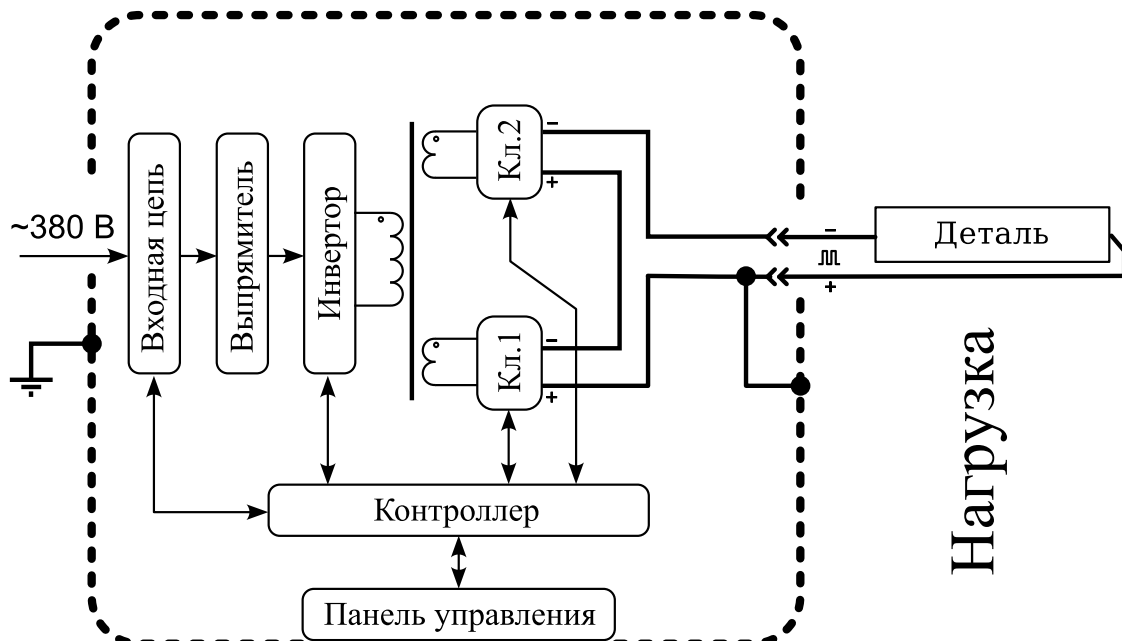 ~380 В
Входная цепь
Выпрямитель
Инвертор
Кл.2
−
+
Кл.1
−
+
−
+
Деталь
Нагрузка
Контроллер
Панель управления